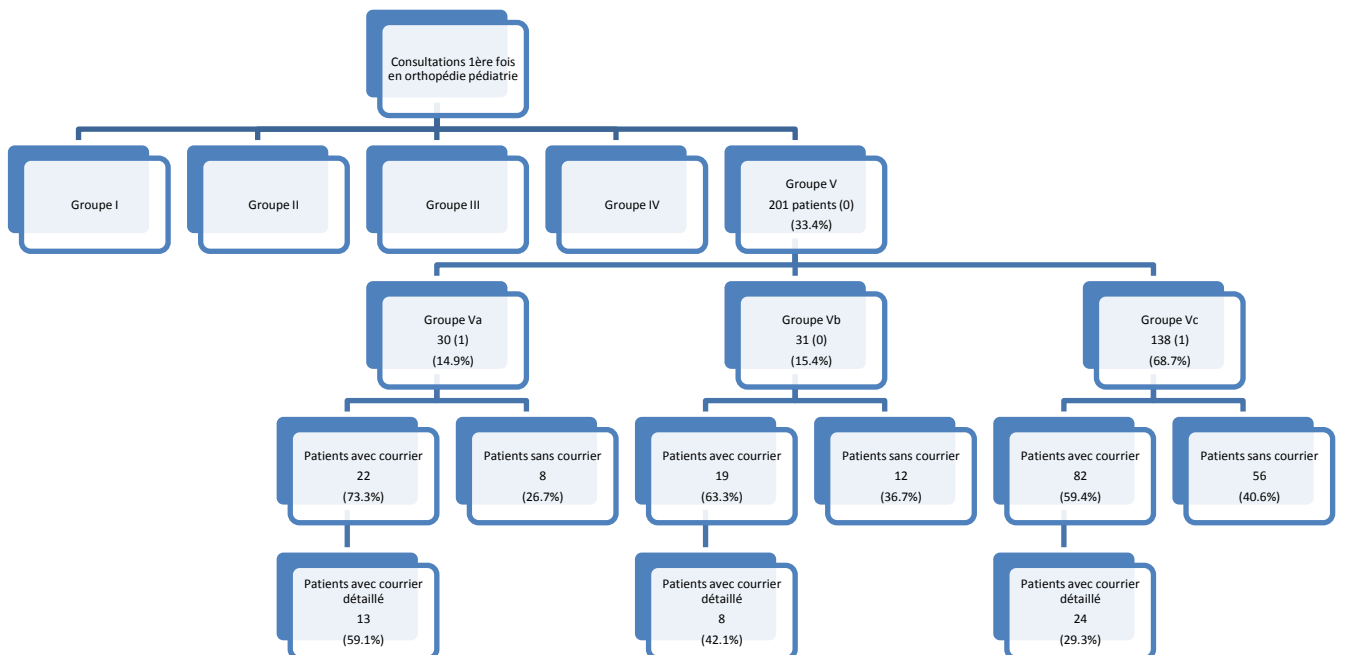 Consultations 1ère fois
en orthopédie pédiatrie
Groupe I
Groupe II
Groupe III
Groupe IV
Groupe V
201 patients (0)
(33.4%)
Groupe Va
30 (1)
(14.9%)
Groupe Vb
31 (0)
(15.4%)
Groupe Vc
138 (1)
(68.7%)
Patients avec courrier
22
(73.3%)
Patients sans courrier
8
(26.7%)
Patients avec courrier
19
(63.3%)
Patients sans courrier
12
(36.7%)
Patients avec courrier
82
(59.4%)
Patients sans courrier
56
(40.6%)
Patients avec courrier
détaillé
13
(59.1%)
Patients avec courrier
détaillé
8
(42.1%)
Patients avec courrier
détaillé
24
(29.3%)